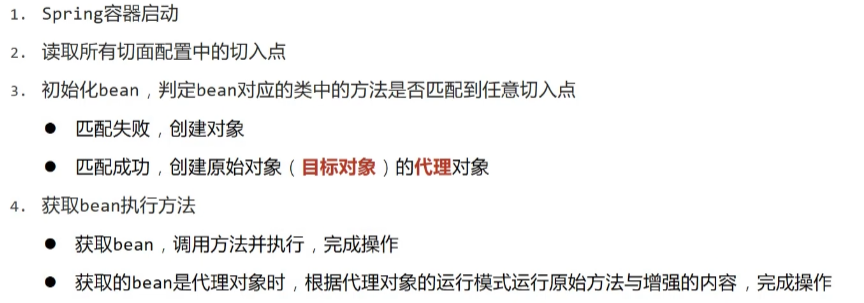 1. Spring容器启动
2. 读取所有切面配置中的切入点
3. 初始化bean，判定bean对应的类中的方法是否匹配到任意切入点
● 匹配失败，创建对象
● 匹配成功，创建原始对象（目标对象）的代理对象
4. 获取bean执行方法
● 获取bean，调用方法并执行，完成操作
● 获取的bean是代理对象时，根据代理对象的运行模式运行原始方法与增强的内容，完成操作